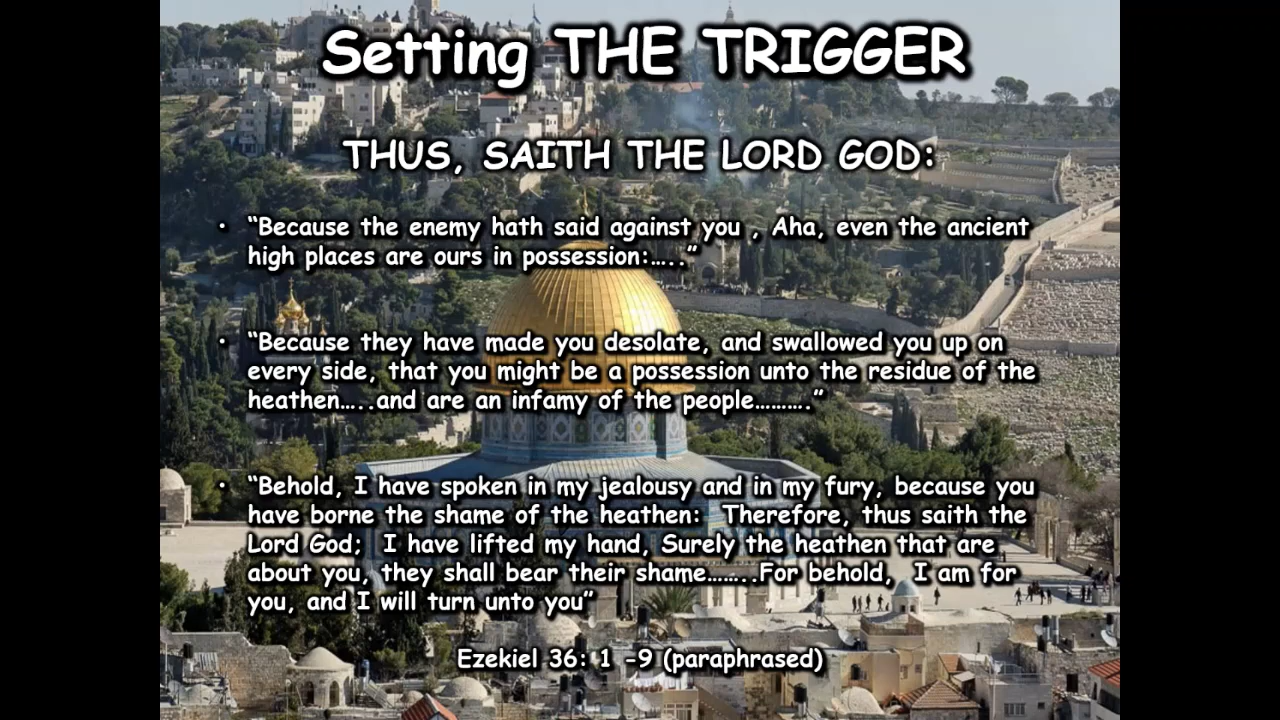 Setting THE TRIGGER
THUS, SAITH THE LORD GOD:
• “Because the enemy hath said against you , Aha, even the ancient
high places are ours in possession:…..”
• “Because they have made you desolate, and swallowed you up on
every side, that you might be a possession unto the residue of the
heathen…..and are an infamy of the people……….”
• “Behold, I have spoken in my jealousy and in my fury, because you
have borne the shame of the heathen: Therefore, thus saith the
Lord God; I have lifted my hand, Surely the heathen that are
about you, they shall bear their shame……..For behold, I am for
you, and I will turn unto you”
Ezekiel 36: 1 -9 (paraphrased)